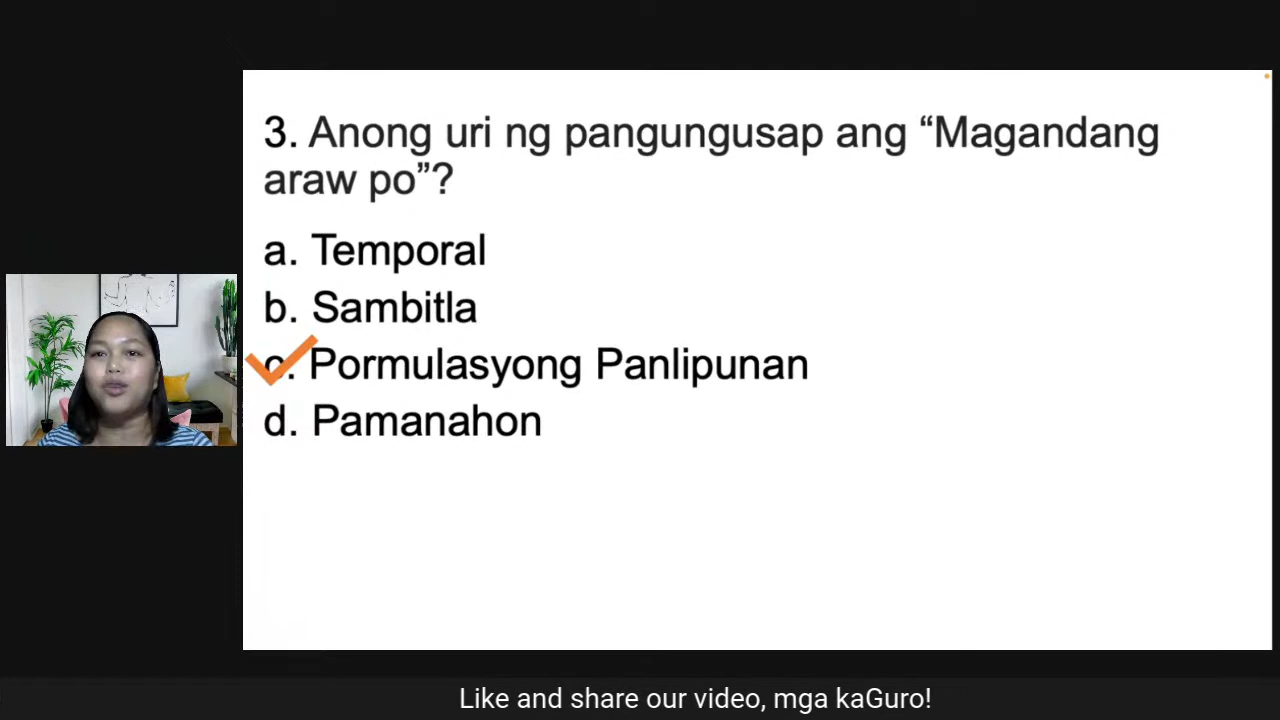 3. Anong uri ng pangungusap ang “Magandang
araw po”?
a. Temporal
b. Sambitla
c. Pormulasyong Panlipunan
d. Pamanahon
Like and share our video, mga kaGuro!